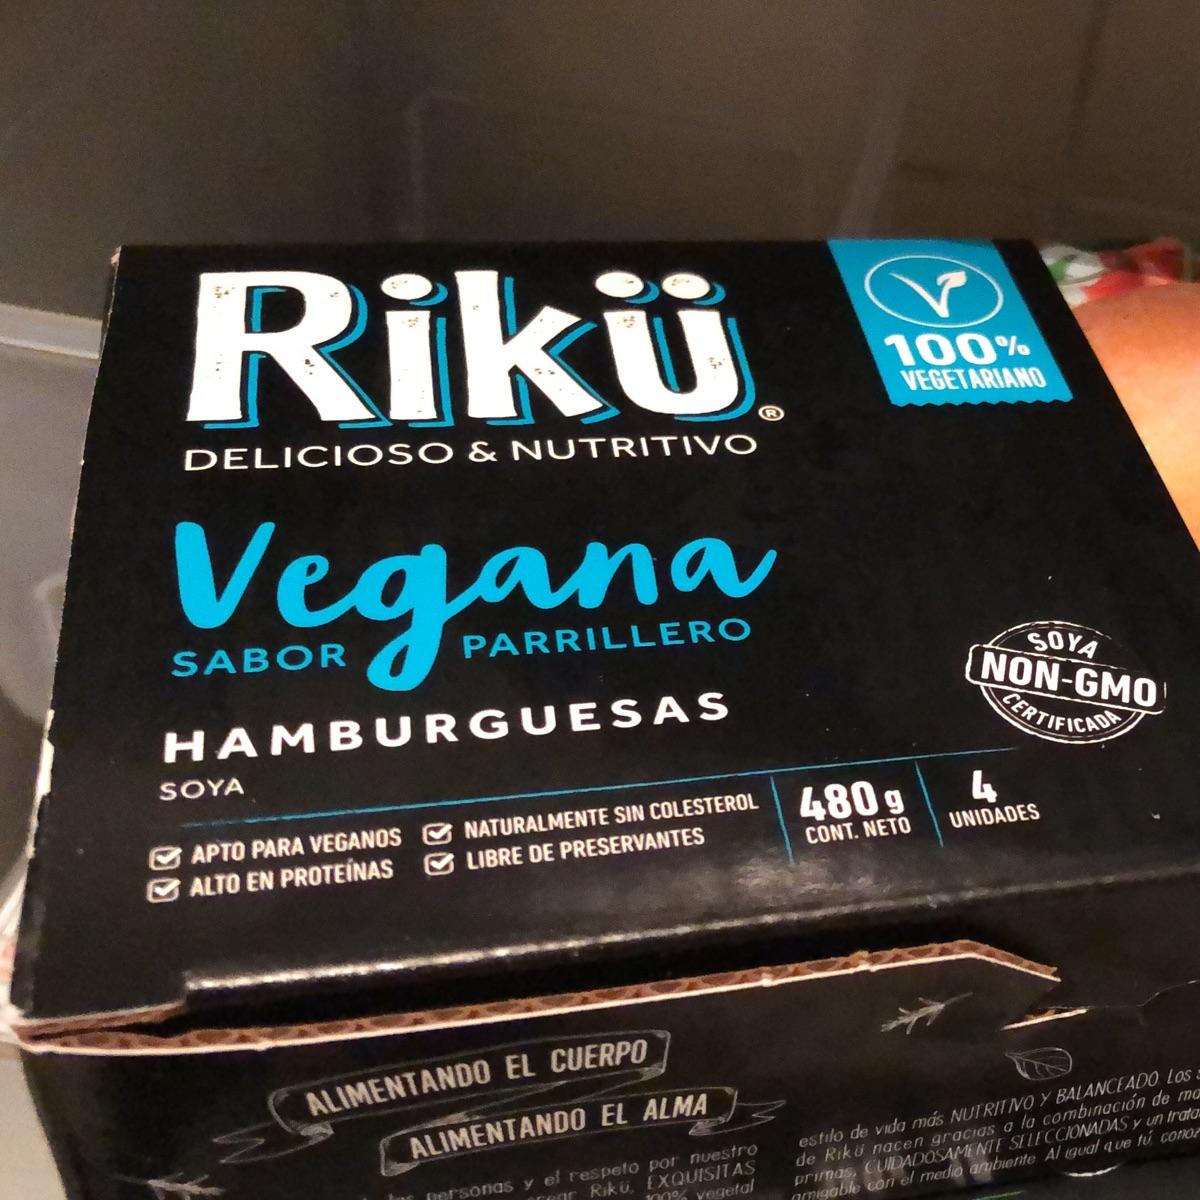 Rikü®
DELICIOSO & NUTRITIVO
100%
VEGETARIANO
Vegana
SABOR PARRILLERO
HAMBURGUESAS
SOYA
SOYA
NON-GMO
CERTIFICADA
APTO PARA VEGANOS
ALTO EN PROTEÍNAS
NATURALMENTE SIN COLESTEROL
LIBRE DE PRESERVANTES
480 g
CONT. NETO
4
UNIDADES
ALIMENTANDO EL CUERPO
ALIMENTANDO EL ALMA
personas y el respeto por nuestro
Rikü, EXQUISITAS
100% vegetal
estilo de vida más NUTRITIVO Y BALANCEADO. Los
de Rikü nacen gracias a la combinación de
primas, CUIDADOSAMENTE SELECCIONADAS y un
amigable con el medio ambiente. Al igual que tú,